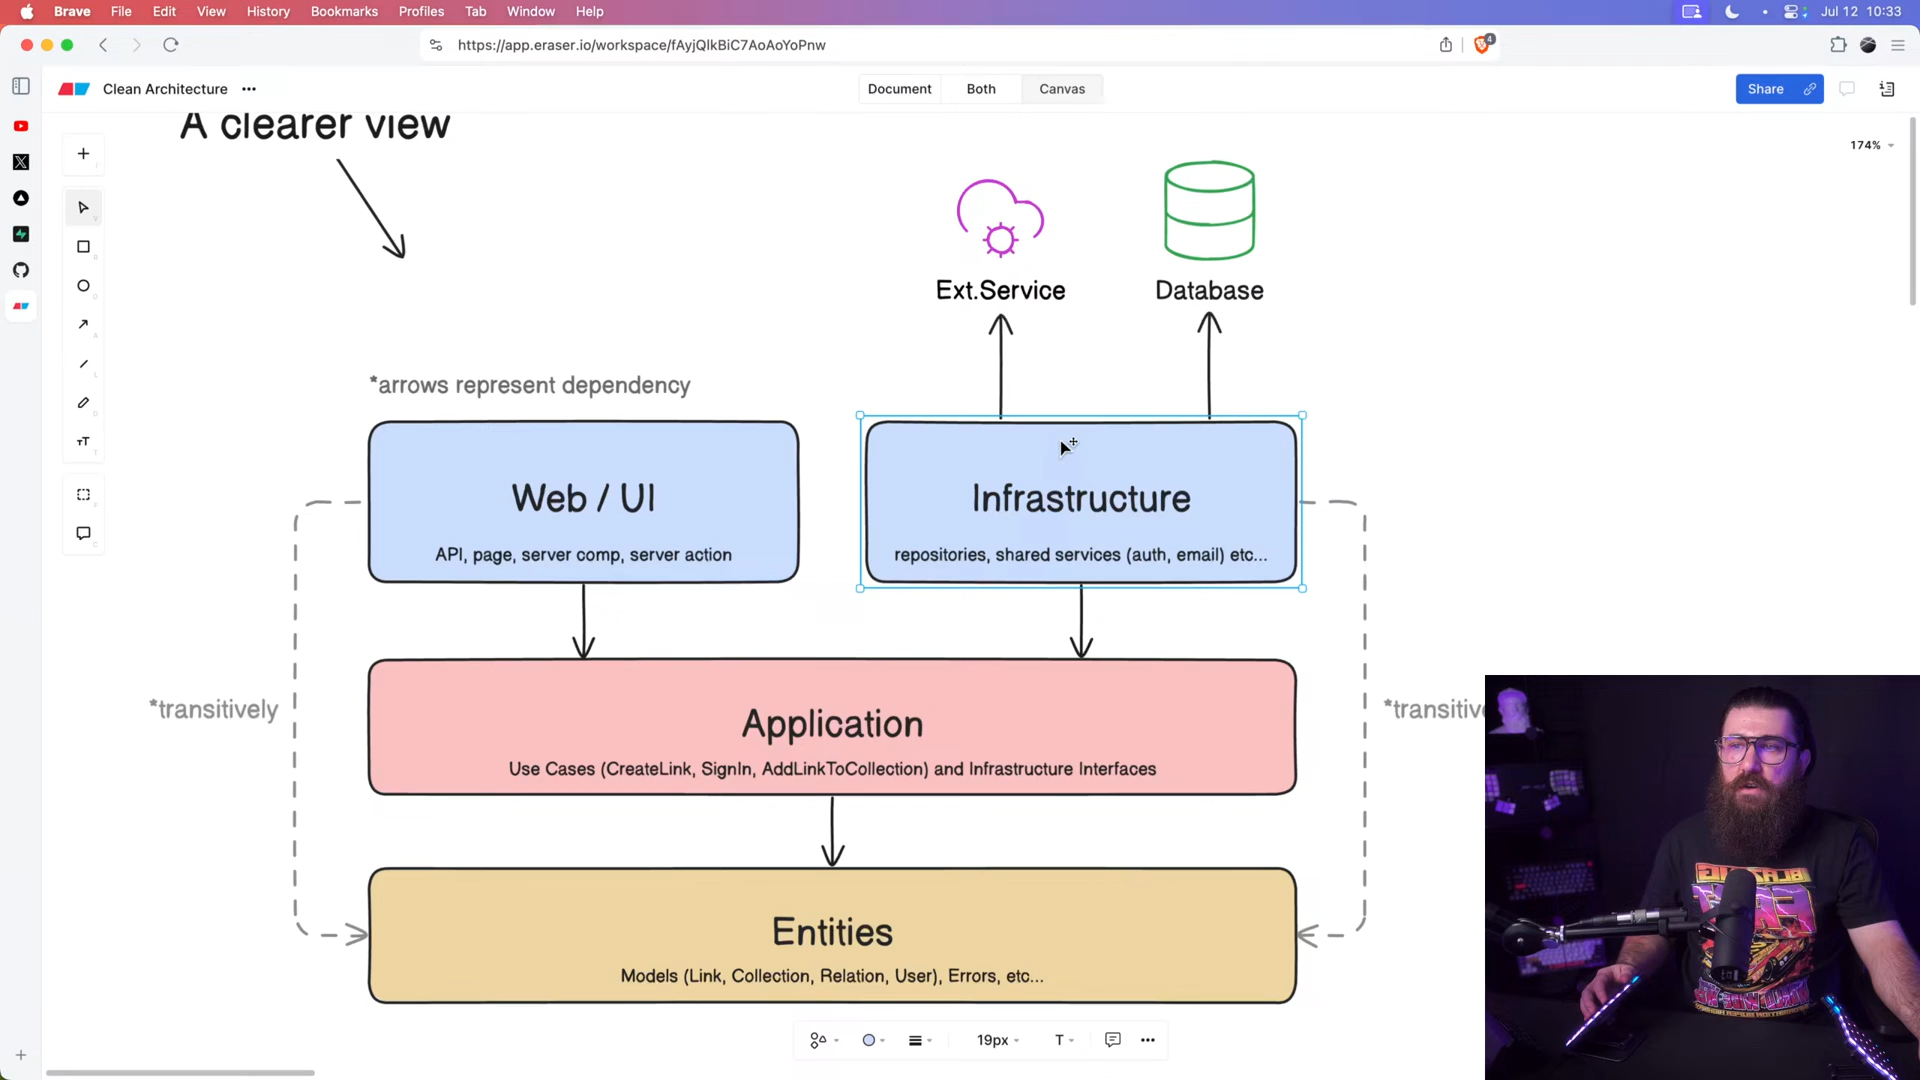 Brave File Edit View History Bookmarks Profiles Tab Window Help Jul 12 10:33
https://app.eraser.io/workspace/fAyjQlkBiC7AoAoYoPnw 4
Clean Architecture Document Both Canvas Share
174%
A clearer view
Ext.Service Database
*arrows represent dependency
Web / UI
API, page, server comp, server action
Infrastructure
repositories, shared services (auth, email) etc...
*transitively
Application
Use Cases (CreateLink, SignIn, AddLinkToCollection) and Infrastructure Interfaces
Entities
Models (Link, Collection, Relation, User), Errors, etc...
19px T